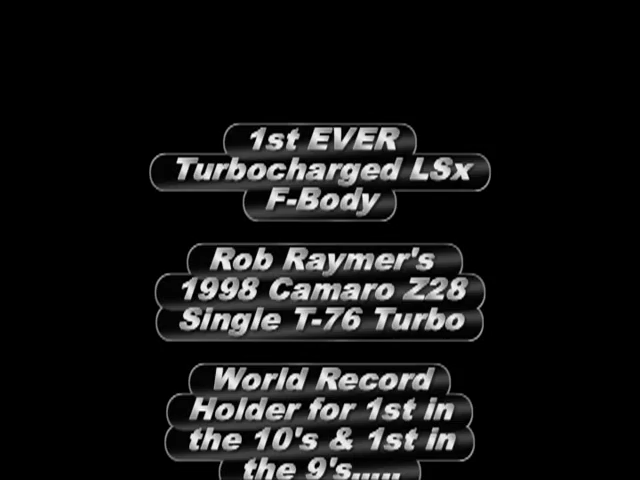 1st EVER
Turbocharged LSx
F-Body
Rob Raymer's
1998 Camaro Z28
Single T-76 Turbo
World Record
Holder for 1st in
the 10's & 1st in
the 9's.....